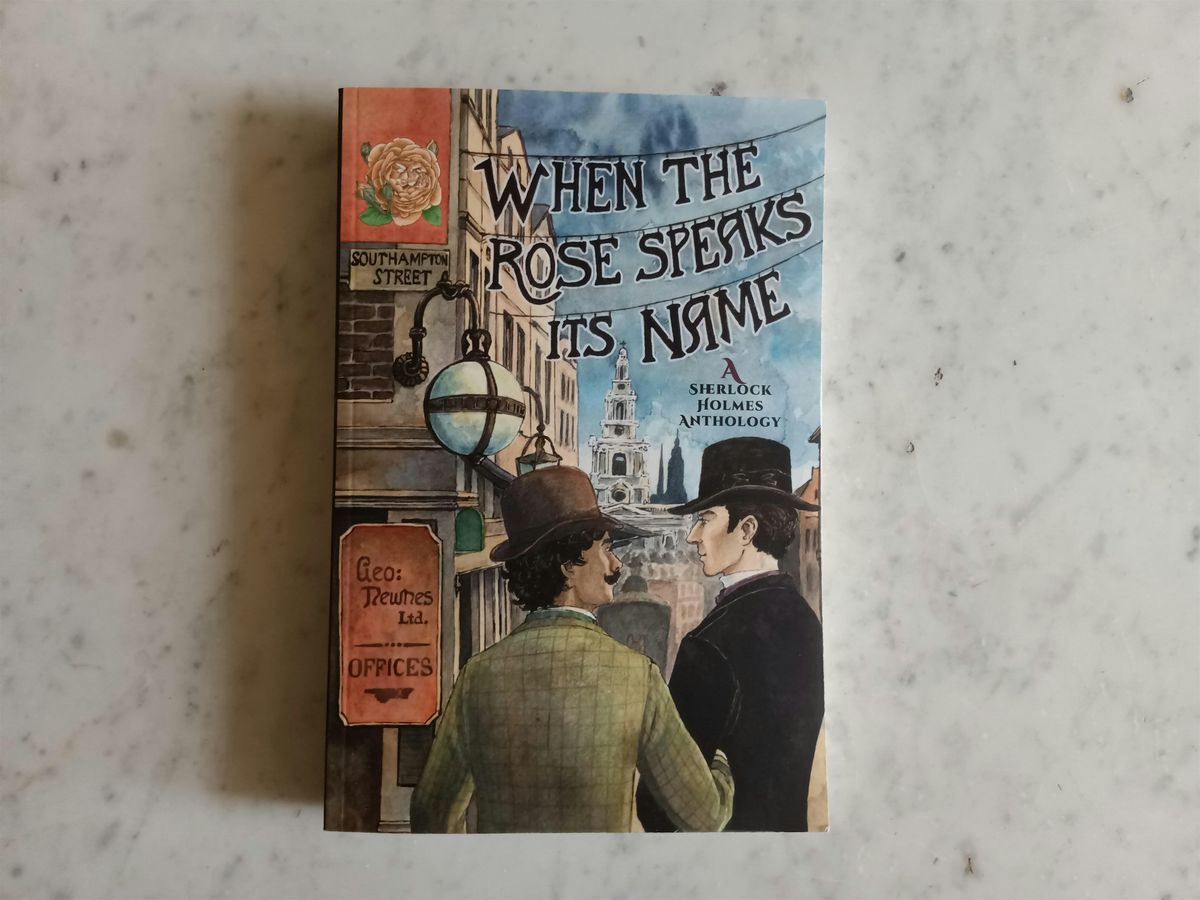 WHEN THE
ROSE SPEAKS
ITS NAME
A
SHERLOCK
HOLMES
ANTHOLOGY
SOUTHAMPTON
STREET
Geo:
Newnes
Ltd.
OFFICES